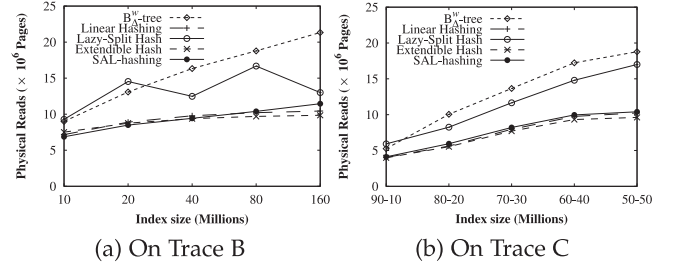 25
20
15
10
5
0
Physical Reads (× 10^6 Pages)
B^w_Δ-tree
Linear Hashing
Lazy-Split Hash
Extendible Hash
SAL-hashing
10 20 40 80 160
Index size (Millions)
(a) On Trace B
25
20
15
10
5
0
Physical Reads (× 10^6 Pages)
B^w_Δ-tree
Linear Hashing
Lazy-Split Hash
Extendible Hash
SAL-hashing
90-10 80-20 70-30 60-40 50-50
Index size (Millions)
(b) On Trace C